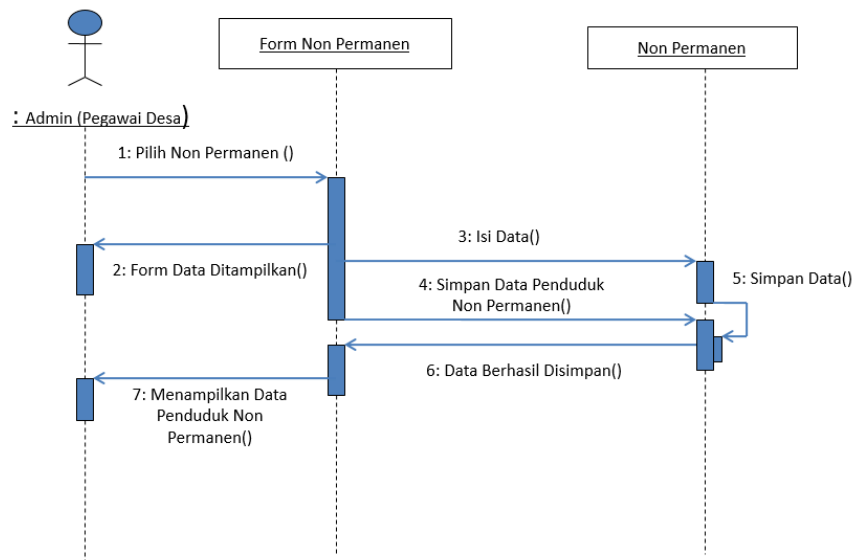 Form Non Permanen
Non Permanen
: Admin (Pegawai Desa)
1: Pilih Non Permanen ()
3: Isi Data()
2: Form Data Ditampilkan()
4: Simpan Data Penduduk
Non Permanen()
5: Simpan Data()
6: Data Berhasil Disimpan()
7: Menampilkan Data
Penduduk Non
Permanen()